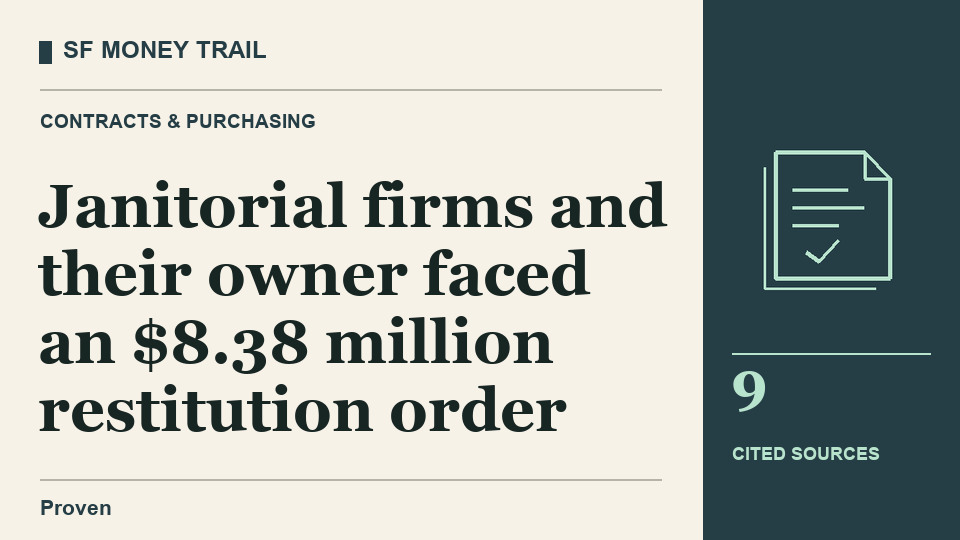 SF MONEY TRAIL
CONTRACTS & PURCHASING
Janitorial firms and
their owner faced
an $8.38 million
restitution order
Proven
9
CITED SOURCES